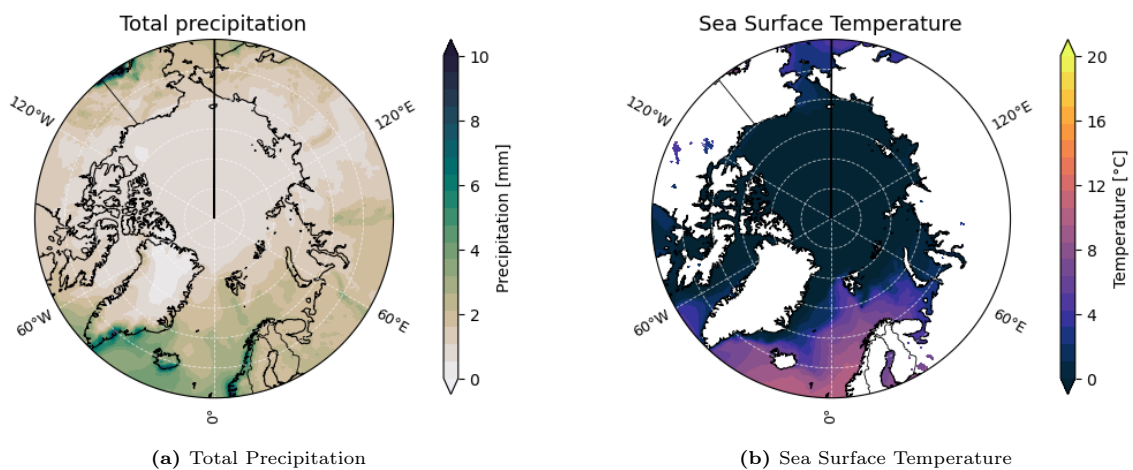 Total precipitation
Sea Surface Temperature
120°W
120°E
60°W
60°E
0°
10
8
6
4
2
0
Precipitation [mm]
120°W
120°E
60°W
60°E
0°
20
16
12
8
4
0
Temperature [°C]
(a) Total Precipitation
(b) Sea Surface Temperature